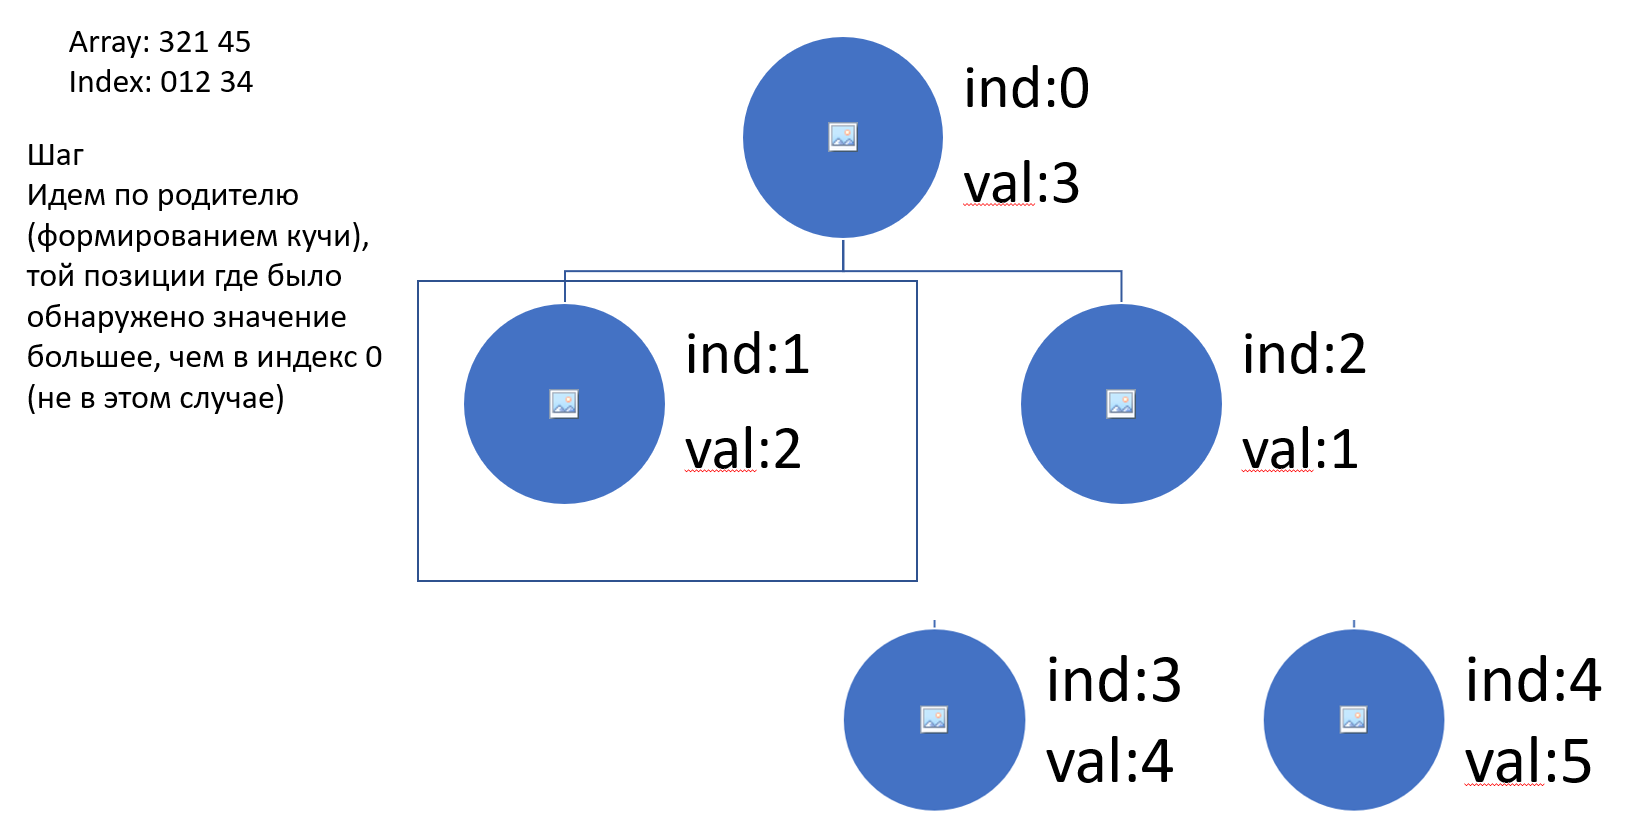 Array: 321 45
Index: 012 34
Шаг
Идем по родителю
(формированием кучи),
той позиции где было
обнаружено значение
большее, чем в индекс 0
(не в этом случае)
ind:0
val:3
ind:1
val:2
ind:2
val:1
ind:3
val:4
ind:4
val:5